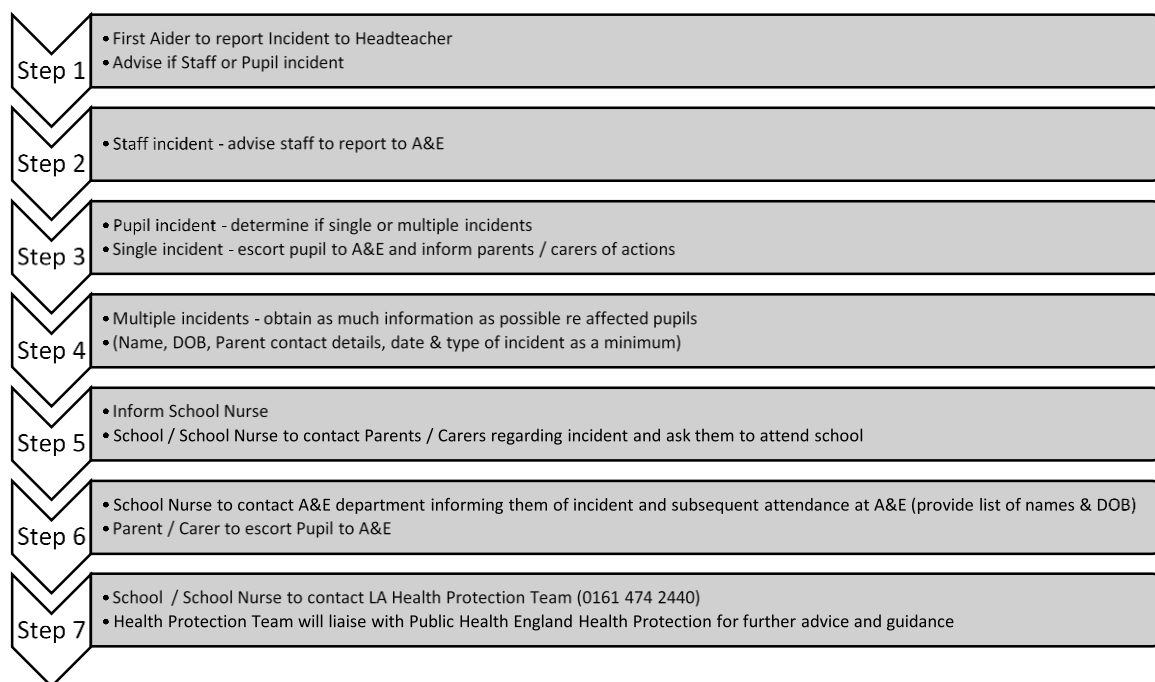 Step 1
• First Aider to report Incident to Headteacher
• Advise if Staff or Pupil incident
Step 2
• Staff incident - advise staff to report to A&E
Step 3
• Pupil incident - determine if single or multiple incidents
• Single incident - escort pupil to A&E and inform parents / carers of actions
Step 4
• Multiple incidents - obtain as much information as possible re affected pupils
• (Name, DOB, Parent contact details, date & type of incident as a minimum)
Step 5
• Inform School Nurse
• School / School Nurse to contact Parents / Carers regarding incident and ask them to attend school
Step 6
• School Nurse to contact A&E department informing them of incident and subsequent attendance at A&E (provide list of names & DOB)
• Parent / Carer to escort Pupil to A&E
Step 7
• School / School Nurse to contact LA Health Protection Team (0161 474 2440)
• Health Protection Team will liaise with Public Health England Health Protection for further advice and guidance